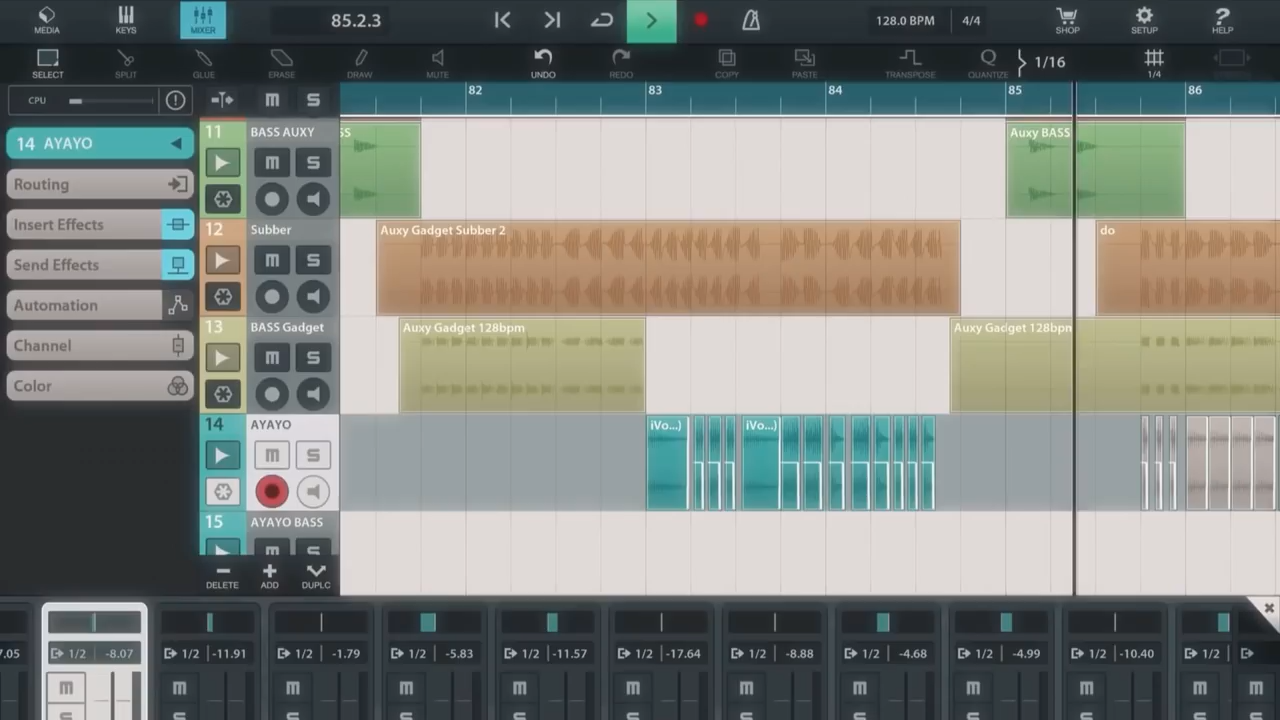 MEDIA
KEYS
MIXER
85.2.3
128.0 BPM
4/4
SHOP
SETUP
HELP
SELECT
SPLIT
GLUE
ERASE
DRAW
MUTE
UNDO
REDO
COPY
PASTE
TRANSPOSE
QUANTIZE
1/16
1/4
CPU
M S
82 83 84 85 86
14 AYAYO
Routing
Insert Effects
Send Effects
Automation
Channel
Color
11 BASS AUXY
M S
SS
Auxy BASS
12 Subber
M S
Auxy Gadget Subber 2
do
13 BASS Gadget
M S
Auxy Gadget 128bpm
Auxy Gadget 128bpm
14 AYAYO
M S
iVo...)
iVo...)
15 AYAYO BASS
M S
DELETE
ADD
DUPLC
7.05
1/2 -8.07
1/2 -11.91
1/2 -1.79
1/2 -5.83
1/2 -11.57
1/2 -17.64
1/2 -8.88
1/2 -4.68
1/2 -4.99
1/2 -10.40
1/2
M M M M M M M M M M M M